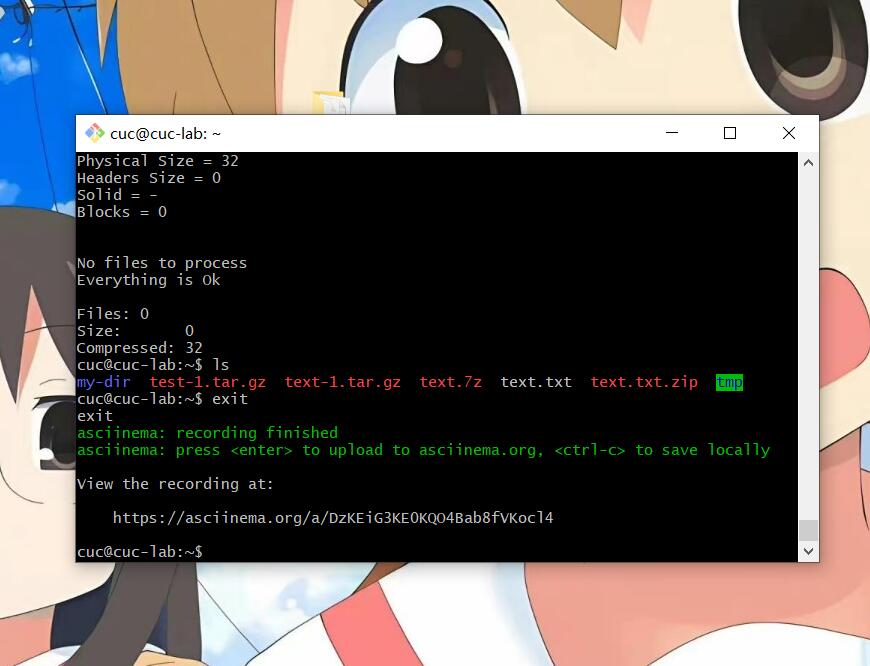 cuc@cuc-lab: ~
Physical Size = 32
Headers Size = 0
Solid = -
Blocks = 0
No files to process
Everything is Ok
Files: 0
Size:       0
Compressed: 32
cuc@cuc-lab:~$ ls
my-dir  test-1.tar.gz  text-1.tar.gz  text.7z  text.txt  text.txt.zip  tmp
cuc@cuc-lab:~$ exit
exit
asciinema: recording finished
asciinema: press <enter> to upload to asciinema.org, <ctrl-c> to save locally
View the recording at:
https://asciinema.org/a/DzKEiG3KE0KQO4Bab8fVKocl4
cuc@cuc-lab:~$